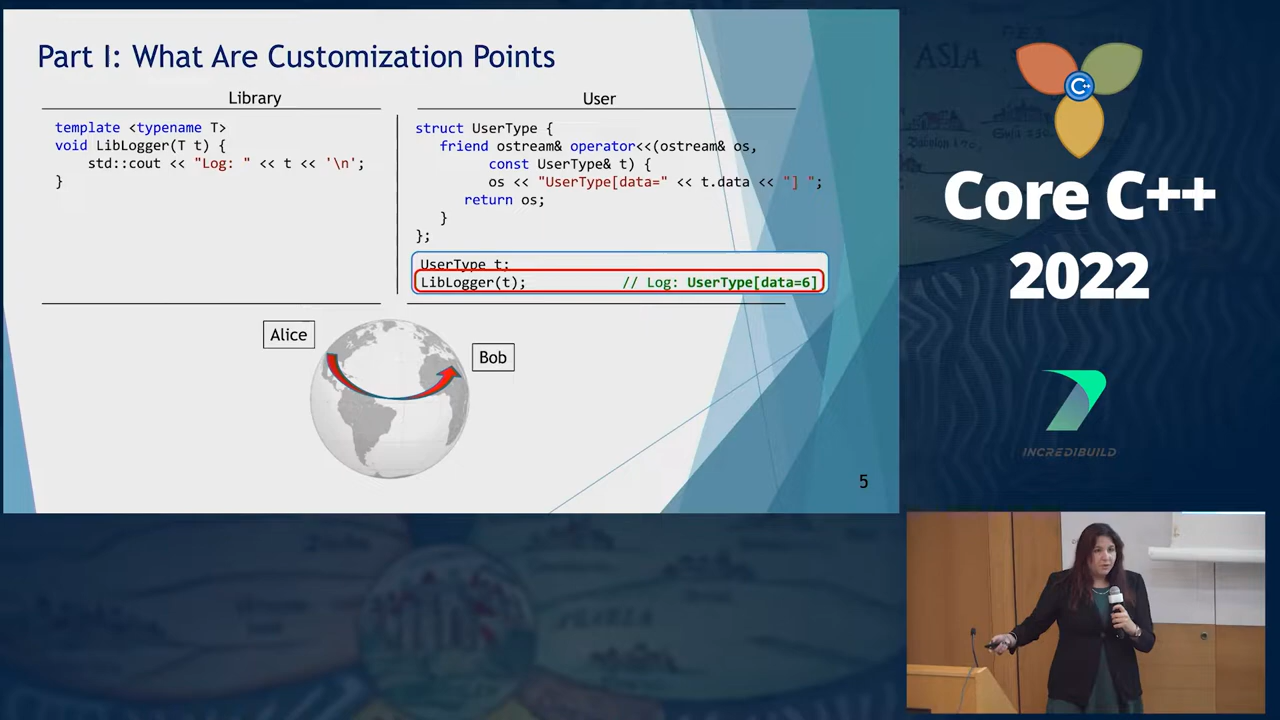 Part I: What Are Customization Points
Library
template <typename T>
void LibLogger(T t) {
std::cout << "Log: " << t << '\n';
}
User
struct UserType {
friend ostream& operator<<(ostream& os,
const UserType& t) {
os << "UserType[data=" << t.data << "] ";
return os;
}
};
UserType t;
LibLogger(t); // Log: UserType[data=6]
Alice
Bob
5
ASIA
C++
Core C++
2022
INCREDIBUILD